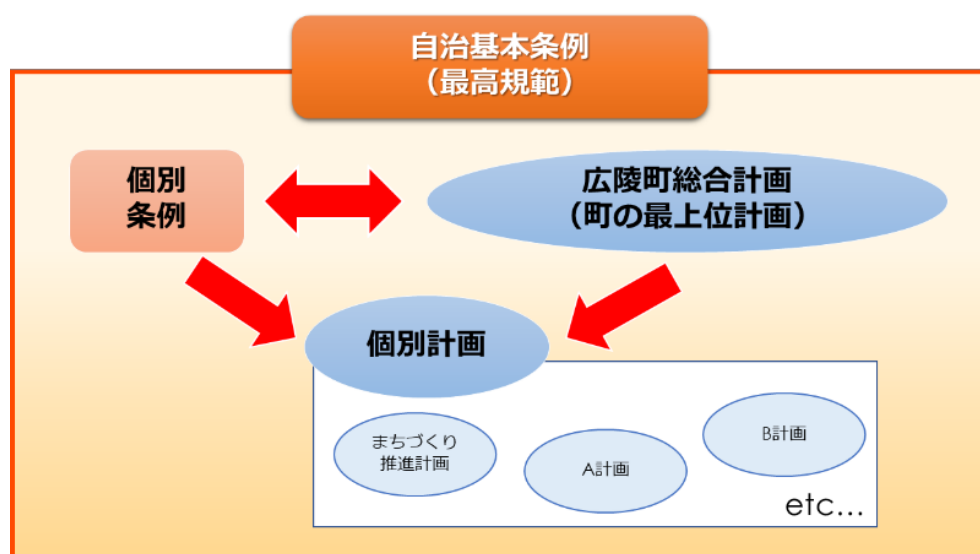 自治基本条例
（最高規範）
個別
条例
広陵町総合計画
（町の最上位計画）
個別計画
まちづくり
推進計画
A計画
B計画
etc...